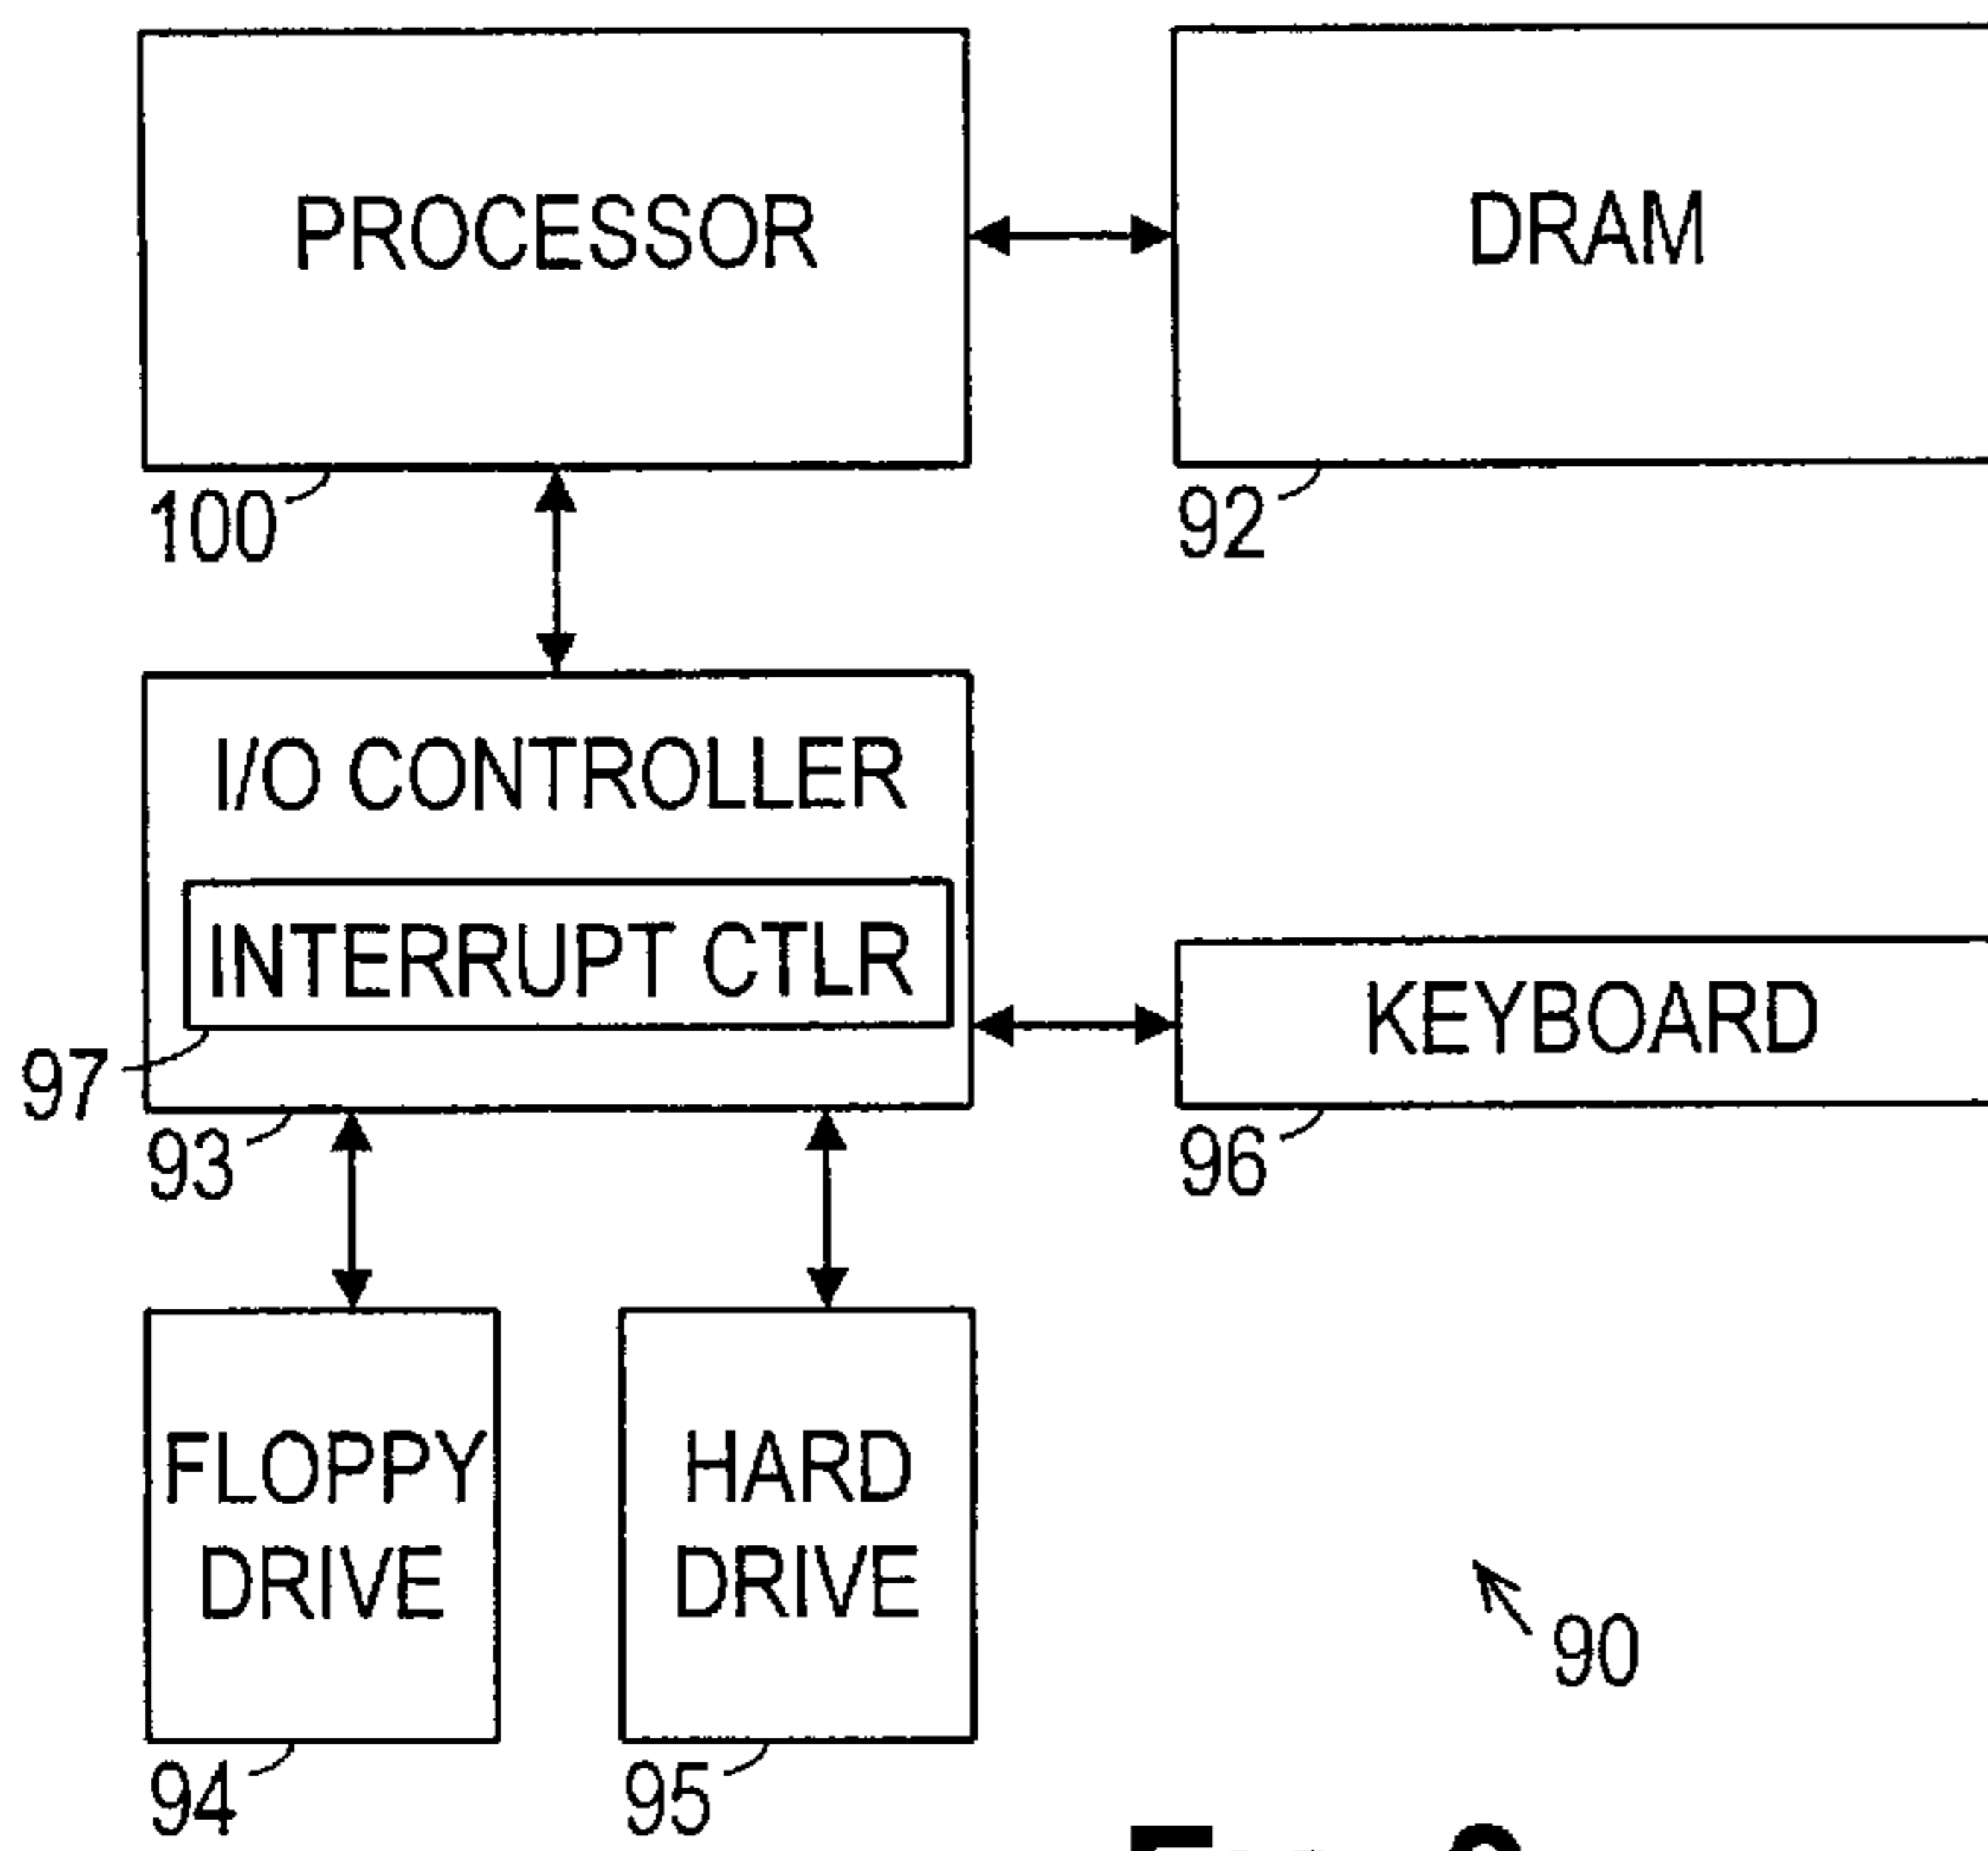 PROCESSOR
DRAM
100
92
I/O CONTROLLER
INTERRUPT CTLR
KEYBOARD
97
93
96
FLOPPY
DRIVE
HARD
DRIVE
90
94
95